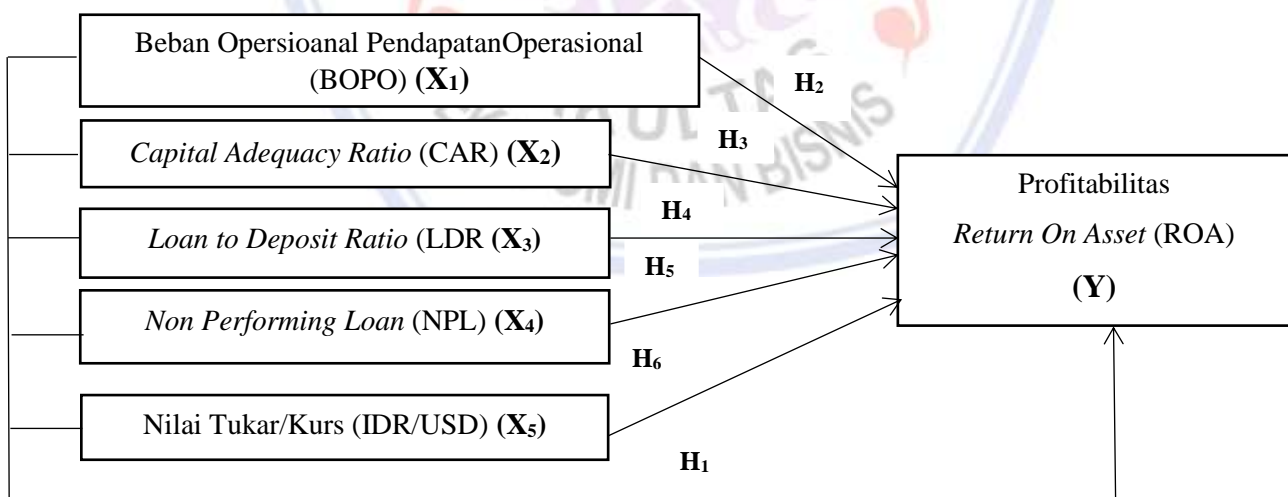 Beban Opersioanal PendapatanOperasional
(BOPO) (X₁)
H₂
Capital Adequacy Ratio (CAR) (X₂)
H₃
Loan to Deposit Ratio (LDR (X₃)
H₄
Non Performing Loan (NPL) (X₄)
H₅
Nilai Tukar/Kurs (IDR/USD) (X₅)
H₆
H₁
Profitabilitas
Return On Asset (ROA)
(Y)
DAN BISNIS